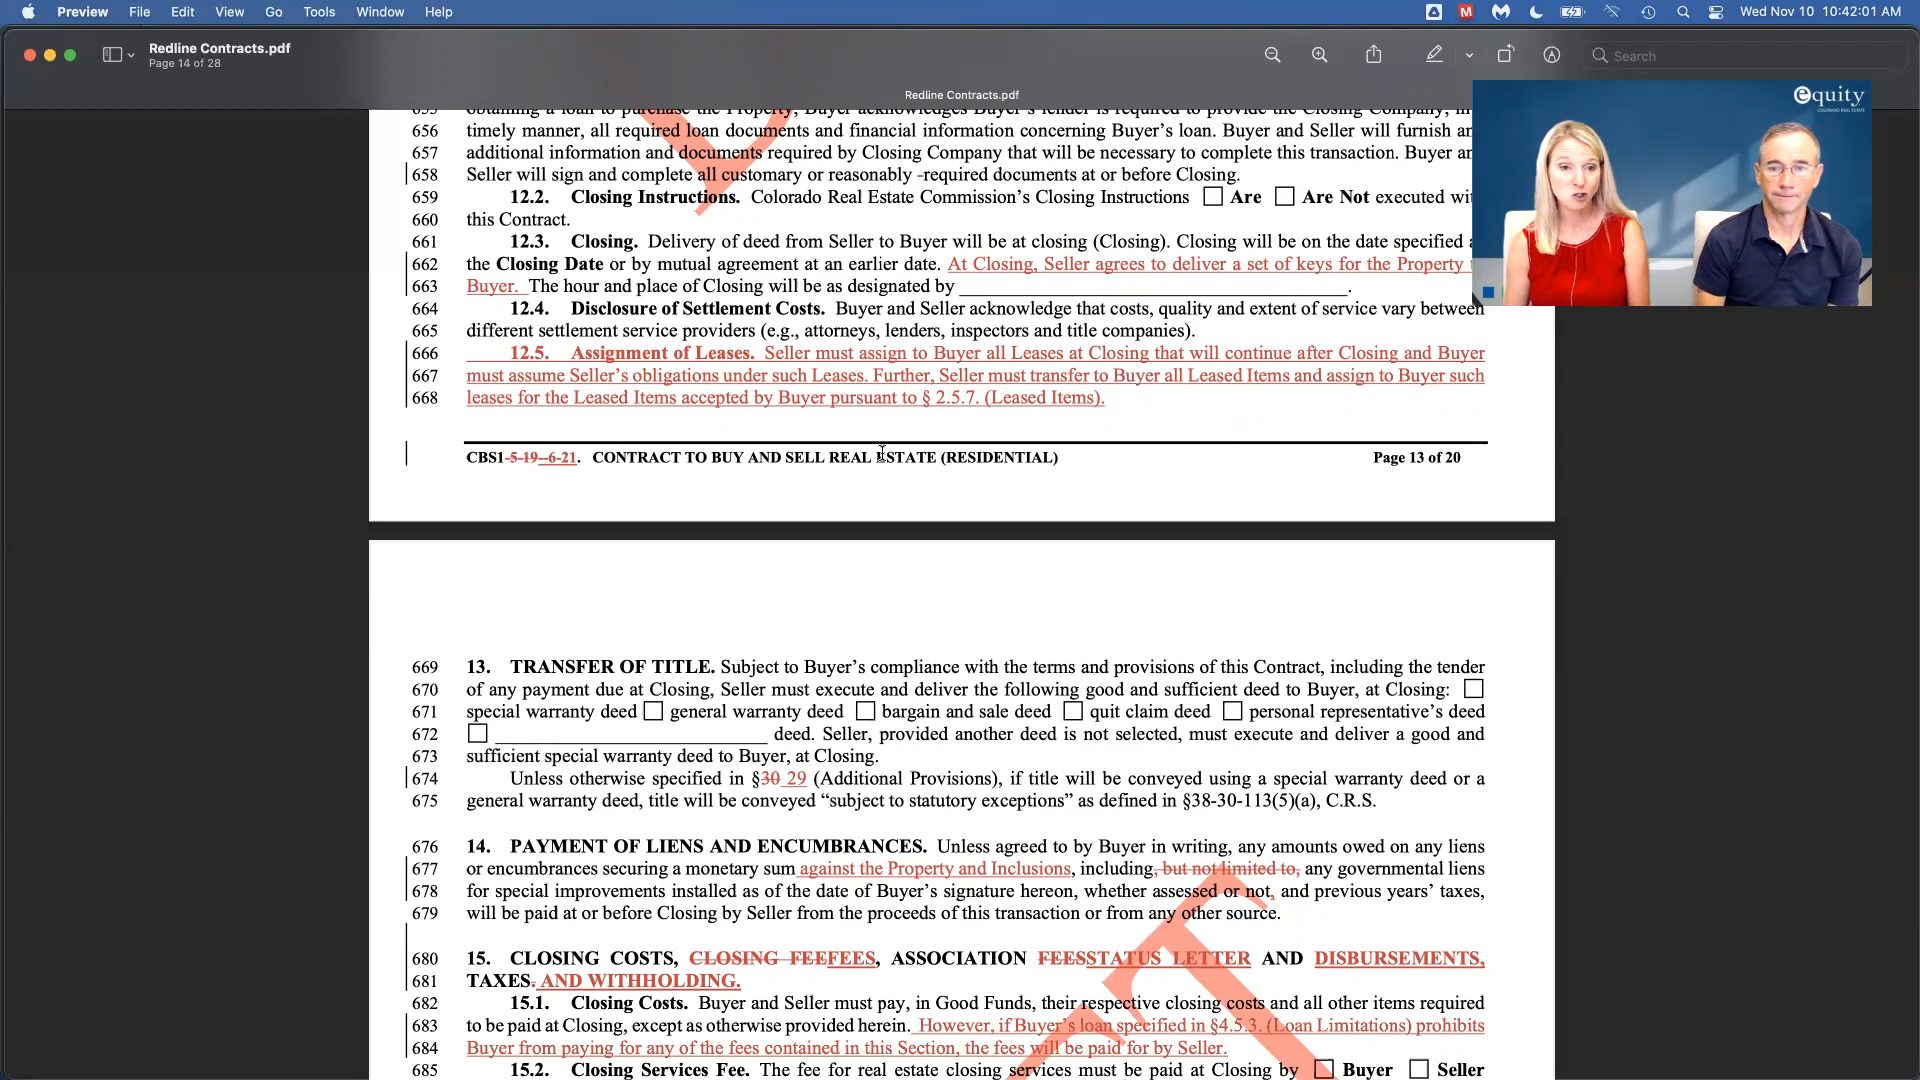 Preview File Edit View Go Tools Window Help
Wed Nov 10 10:42:01 AM
Redline Contracts.pdf
Page 14 of 28
Search
Redline Contracts.pdf
equity
COLORADO REAL ESTATE
655 obtaining a loan to purchase the Property, Buyer acknowledges Buyer's lender is required to provide the Closing Company, in
656 timely manner, all required loan documents and financial information concerning Buyer's loan. Buyer and Seller will furnish an
657 additional information and documents required by Closing Company that will be necessary to complete this transaction. Buyer an
658 Seller will sign and complete all customary or reasonably -required documents at or before Closing.
659 12.2. Closing Instructions. Colorado Real Estate Commission's Closing Instructions Are Are Not executed wi
660 this Contract.
661 12.3. Closing. Delivery of deed from Seller to Buyer will be at closing (Closing). Closing will be on the date specified
662 the Closing Date or by mutual agreement at an earlier date. At Closing, Seller agrees to deliver a set of keys for the Property
663 Buyer. The hour and place of Closing will be as designated by ________________________________________.
664 12.4. Disclosure of Settlement Costs. Buyer and Seller acknowledge that costs, quality and extent of service vary between
665 different settlement service providers (e.g., attorneys, lenders, inspectors and title companies).
666 12.5. Assignment of Leases. Seller must assign to Buyer all Leases at Closing that will continue after Closing and Buyer
667 must assume Seller's obligations under such Leases. Further, Seller must transfer to Buyer all Leased Items and assign to Buyer such
668 leases for the Leased Items accepted by Buyer pursuant to § 2.5.7. (Leased Items).
CBS1-5-19--6-21. CONTRACT TO BUY AND SELL REAL ESTATE (RESIDENTIAL) Page 13 of 20
669 13. TRANSFER OF TITLE. Subject to Buyer's compliance with the terms and provisions of this Contract, including the tender
670 of any payment due at Closing, Seller must execute and deliver the following good and sufficient deed to Buyer, at Closing:
671 special warranty deed general warranty deed bargain and sale deed quit claim deed personal representative's deed
672 ____________________________ deed. Seller, provided another deed is not selected, must execute and deliver a good and
673 sufficient special warranty deed to Buyer, at Closing.
674 Unless otherwise specified in §30 29 (Additional Provisions), if title will be conveyed using a special warranty deed or a
675 general warranty deed, title will be conveyed “subject to statutory exceptions” as defined in §38-30-113(5)(a), C.R.S.
676 14. PAYMENT OF LIENS AND ENCUMBRANCES. Unless agreed to by Buyer in writing, any amounts owed on any liens
677 or encumbrances securing a monetary sum against the Property and Inclusions, including, but not limited to, any governmental liens
678 for special improvements installed as of the date of Buyer's signature hereon, whether assessed or not, and previous years' taxes,
679 will be paid at or before Closing by Seller from the proceeds of this transaction or from any other source.
680 15. CLOSING COSTS, CLOSING FEEFEES, ASSOCIATION FEESSTATUS LETTER AND DISBURSEMENTS,
681 TAXES. AND WITHHOLDING.
682 15.1. Closing Costs. Buyer and Seller must pay, in Good Funds, their respective closing costs and all other items required
683 to be paid at Closing, except as otherwise provided herein. However, if Buyer's loan specified in §4.5.3. (Loan Limitations) prohibits
684 Buyer from paying for any of the fees contained in this Section, the fees will be paid for by Seller.
685 15.2. Closing Services Fee. The fee for real estate closing services must be paid at Closing by Buyer Seller